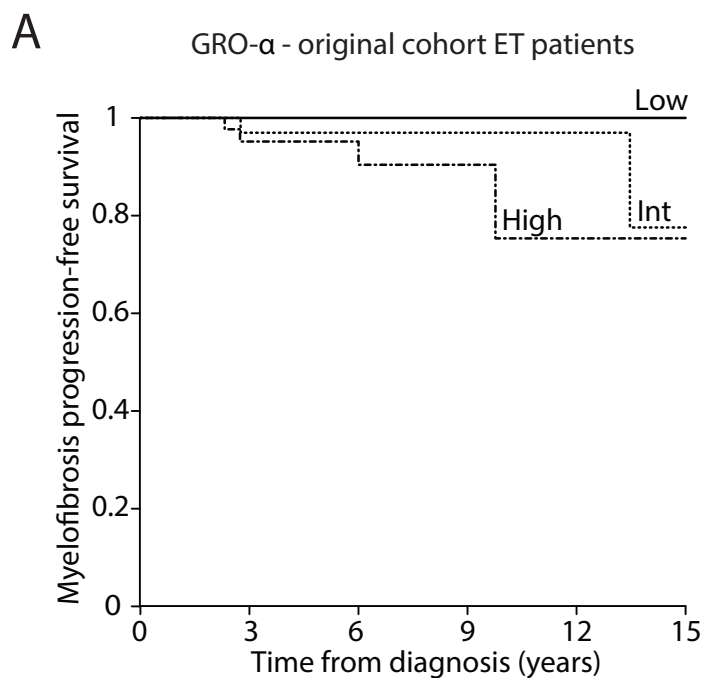 A
GRO-α - original cohort ET patients
Myelofibrosis progression-free survival
1
0.8
0.6
0.4
0.2
0
Low
Int
High
0 3 6 9 12 15
Time from diagnosis (years)